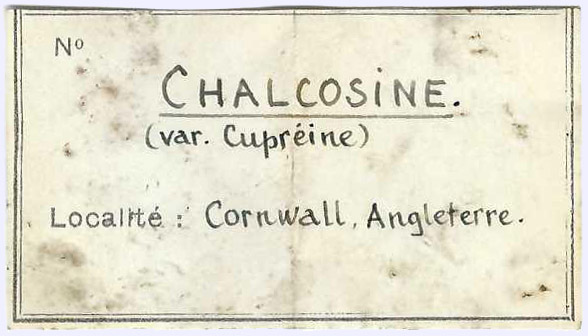 Nº
CHALCOSINE.
(var. Cupréine)
Localité : Cornwall, Angleterre.